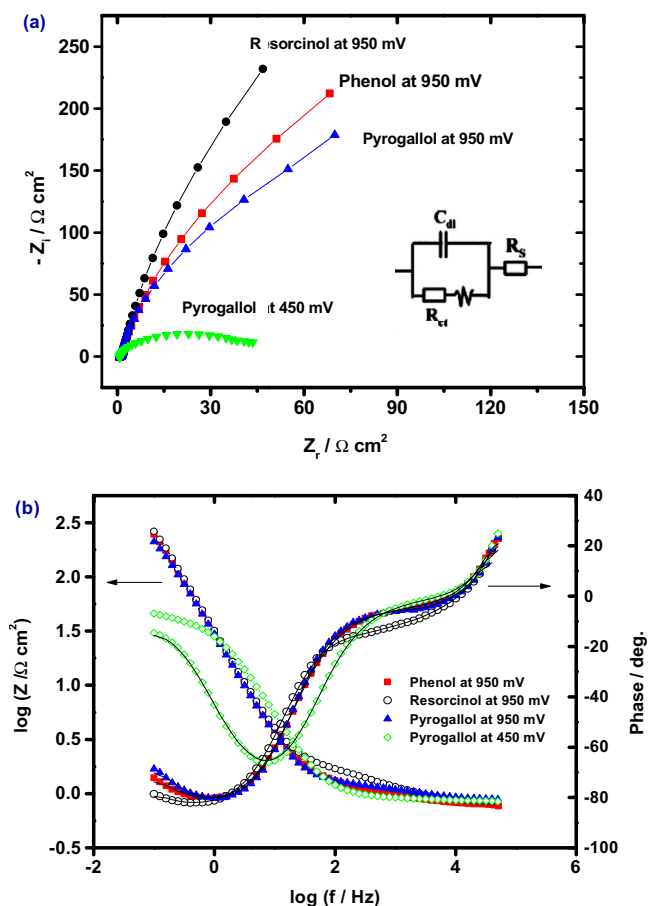 (a)
250
200
150
100
50
0
- Z_i / Ω cm²
Resorcinol at 950 mV
Phenol at 950 mV
Pyrogallol at 950 mV
Pyrogallol at 450 mV
C_dl
R_S
R_ct
0 30 60 90 120 150
Z_r / Ω cm²
(b)
2.5
2.0
1.5
1.0
0.5
0.0
-0.5
log (Z /Ω cm²)
40
20
0
-20
-40
-60
-80
-100
Phase / deg.
Phenol at 950 mV
Resorcinol at 950 mV
Pyrogallol at 950 mV
Pyrogallol at 450 mV
-2 0 2 4 6
log (f / Hz)